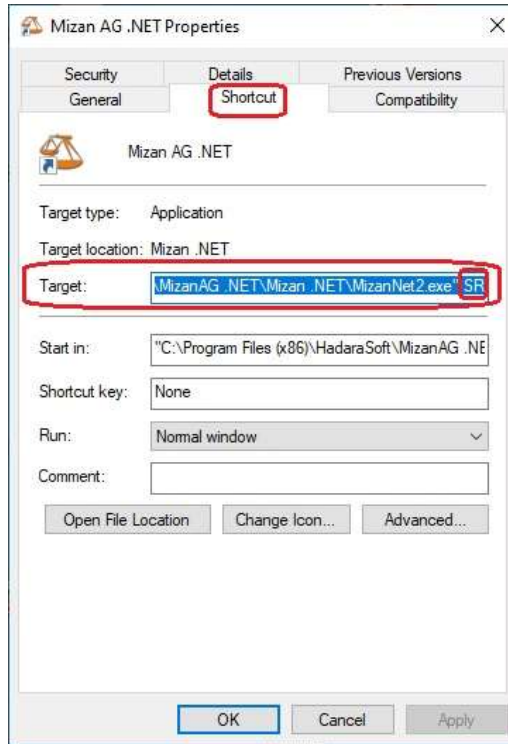 Mizan AG .NET Properties
Security Details Previous Versions
General Shortcut Compatibility
Mizan AG .NET
Target type: Application
Target location: Mizan .NET
Target: \MizanAG .NET\Mizan .NET\MizanNet2.exe" SR
Start in: "C:\Program Files (x86)\HadaraSoft\MizanAG .NE
Shortcut key: None
Run: Normal window
Comment:
Open File Location Change Icon... Advanced...
OK Cancel Apply